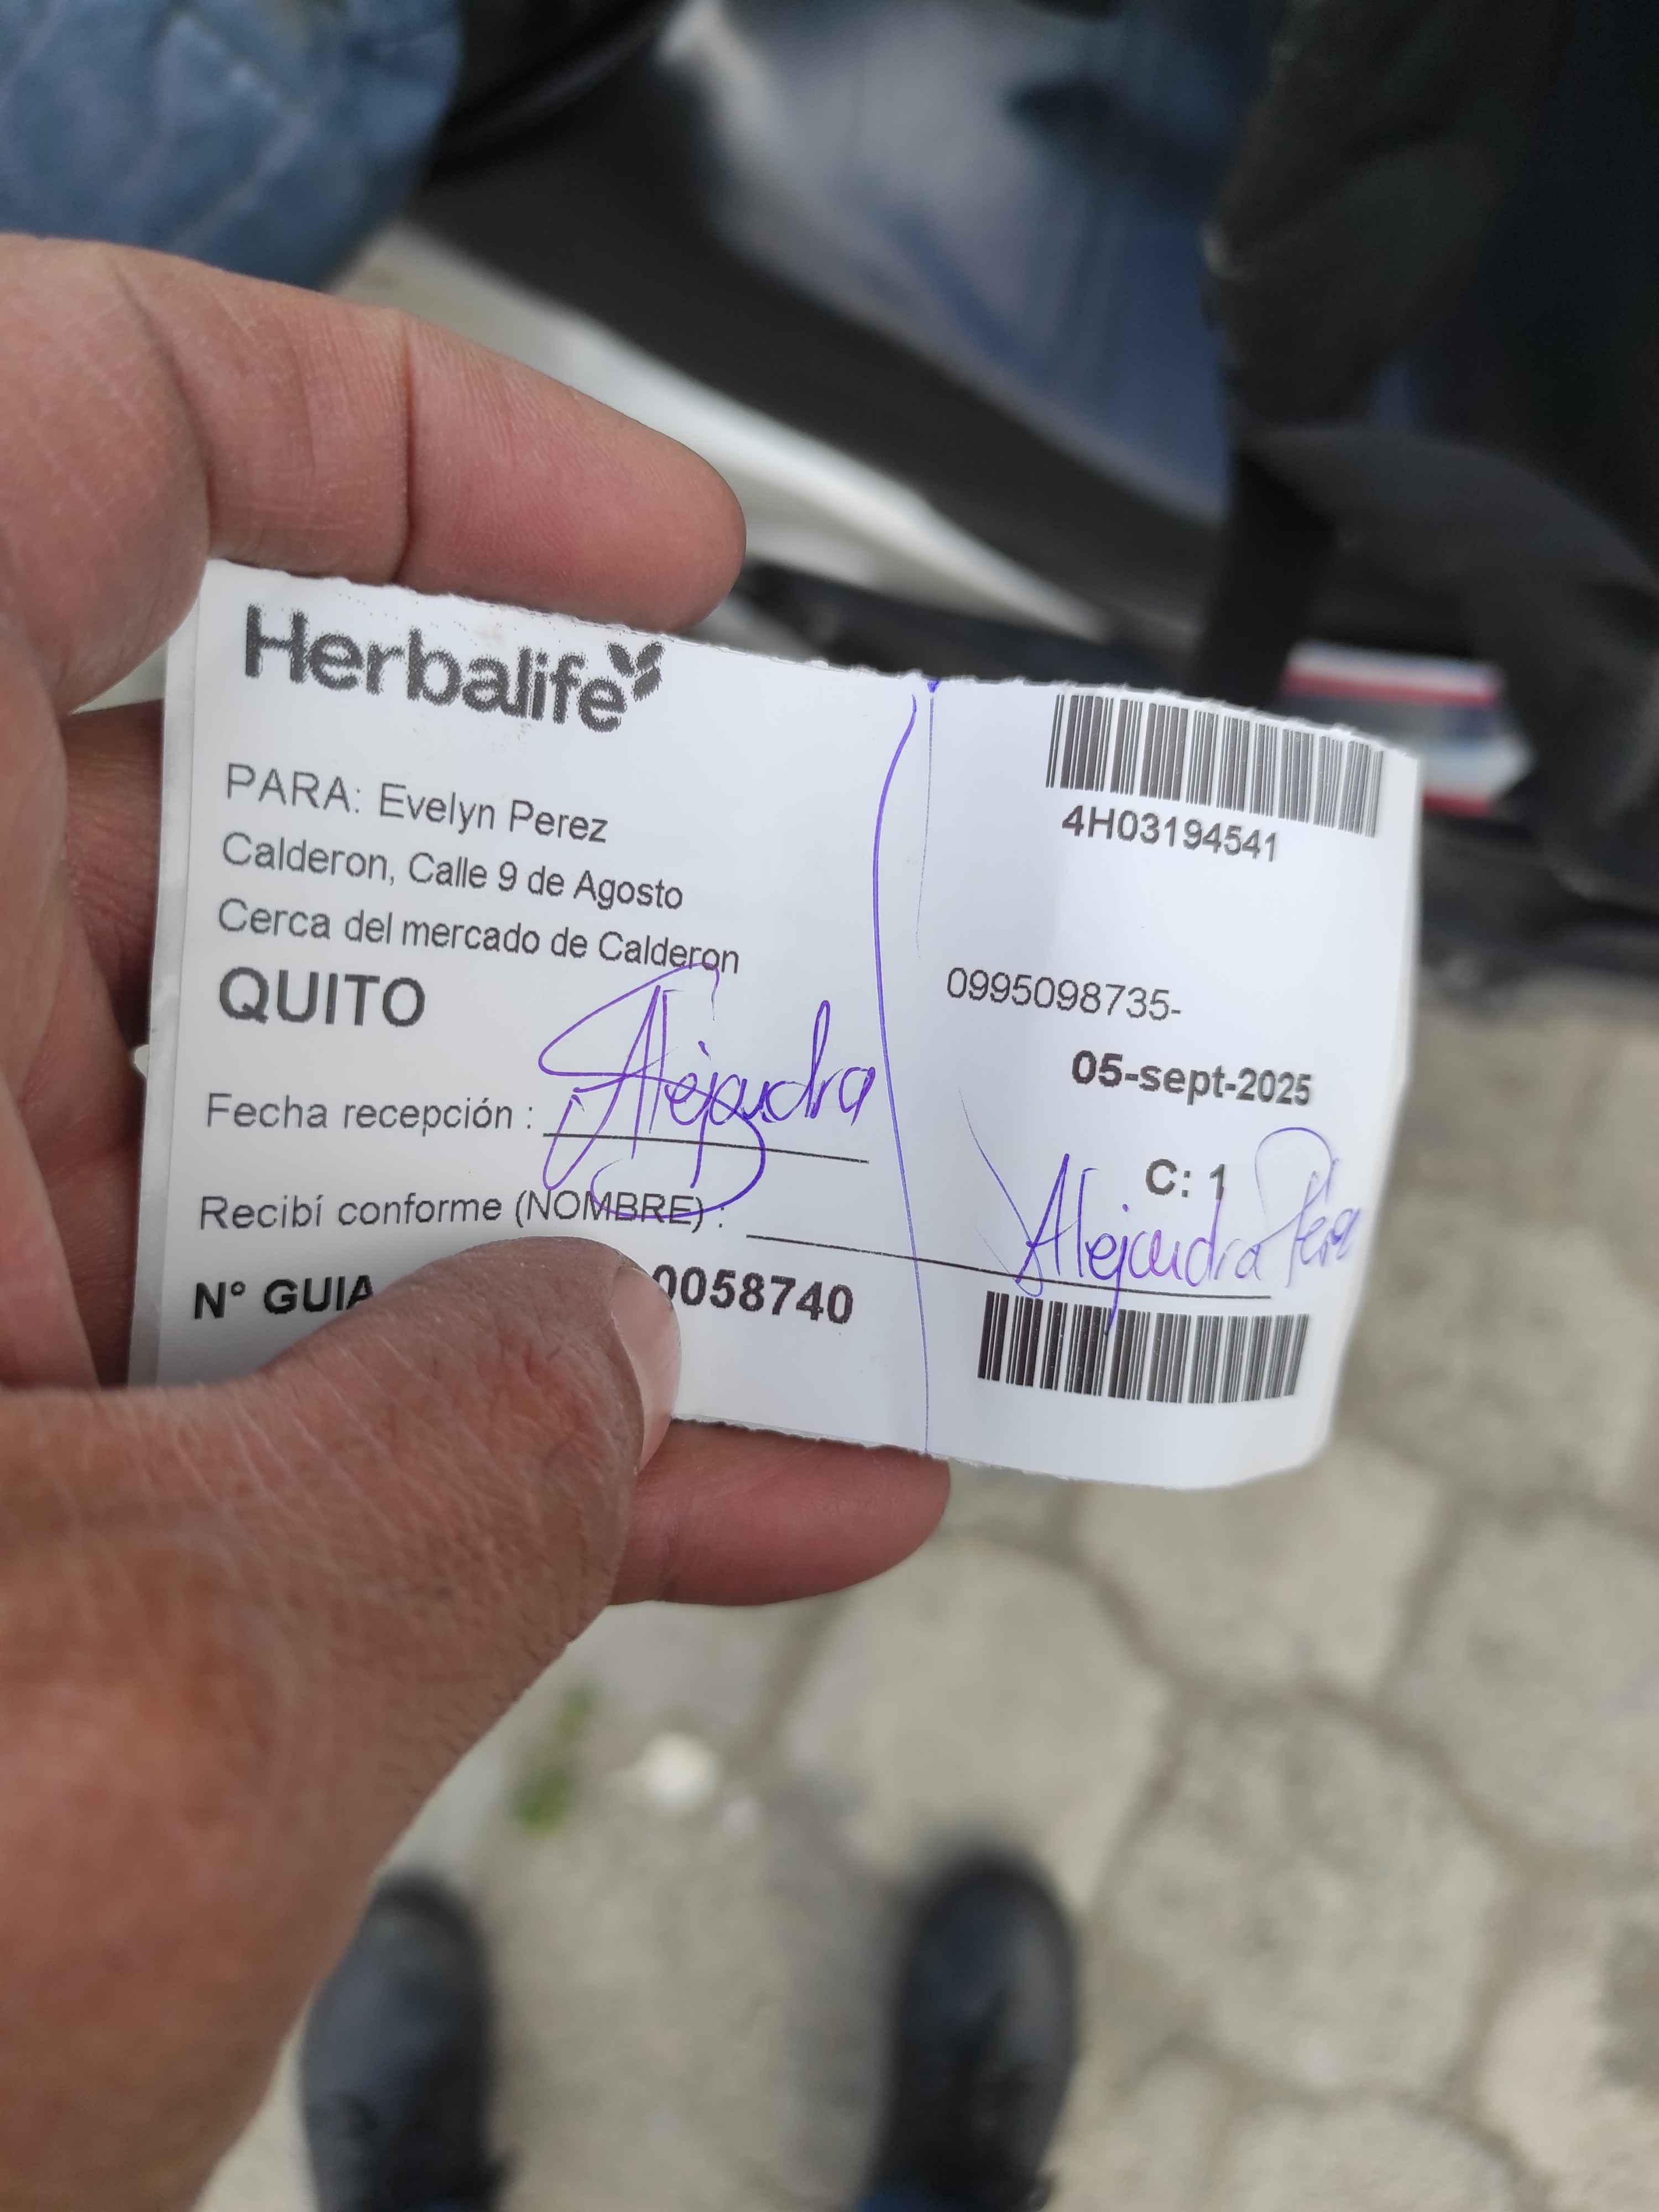 Herbalife
PARA: Evelyn Perez
Calderon, Calle 9 de Agosto
Cerca del mercado de Calderon
QUITO
Fecha recepción : Alejandra
Recibí conforme (NOMBRE) :
N° GUIA 0058740
4H03194541
0995098735-
05-sept-2025
C: 1
Alejandra